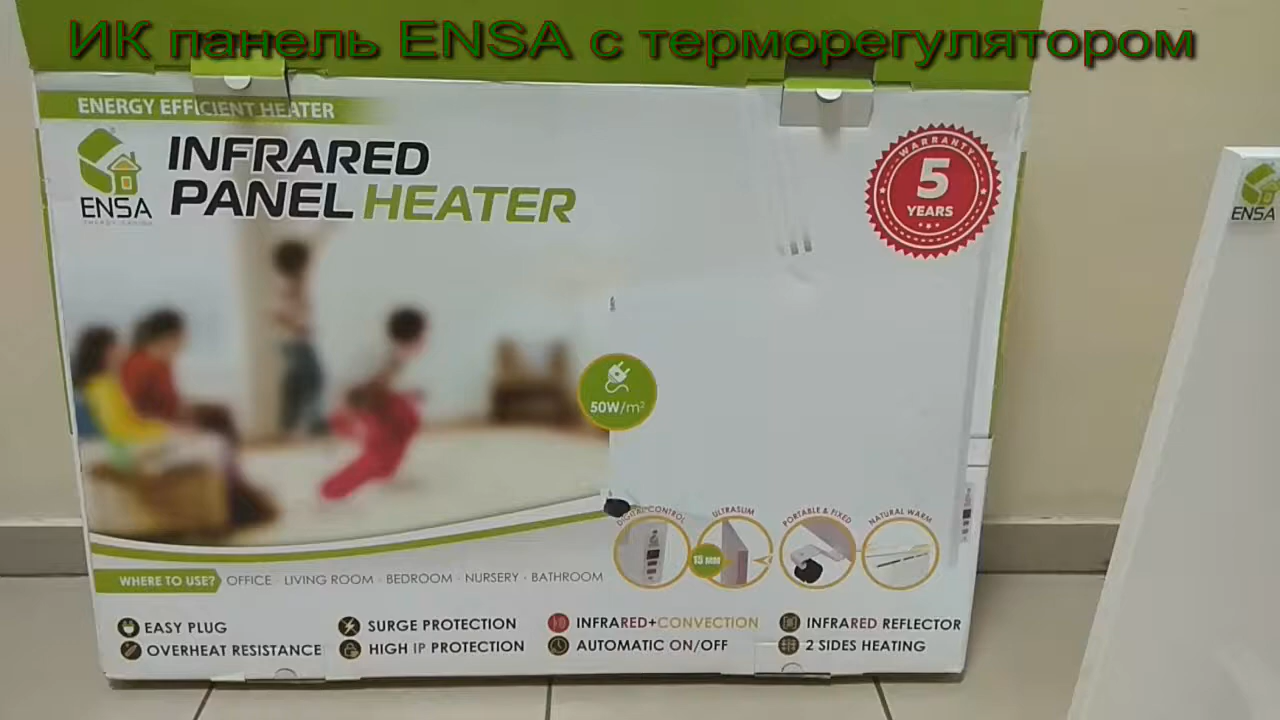 ИК панель ENSA с терморегулятором
ENERGY EFFICIENT HEATER
INFRARED
PANEL HEATER
ENSA
WARRANTY
5
YEARS
ENSA
50W/m²
DIGITAL CONTROL
ULTRASLIM
PORTABLE & FIXED
NATURAL WARM
15 мм
WHERE TO USE? OFFICE · LIVING ROOM · BEDROOM · NURSERY · BATHROOM
EASY PLUG
SURGE PROTECTION
INFRARED+CONVECTION
INFRARED REFLECTOR
OVERHEAT RESISTANCE
HIGH IP PROTECTION
AUTOMATIC ON/OFF
2 SIDES HEATING